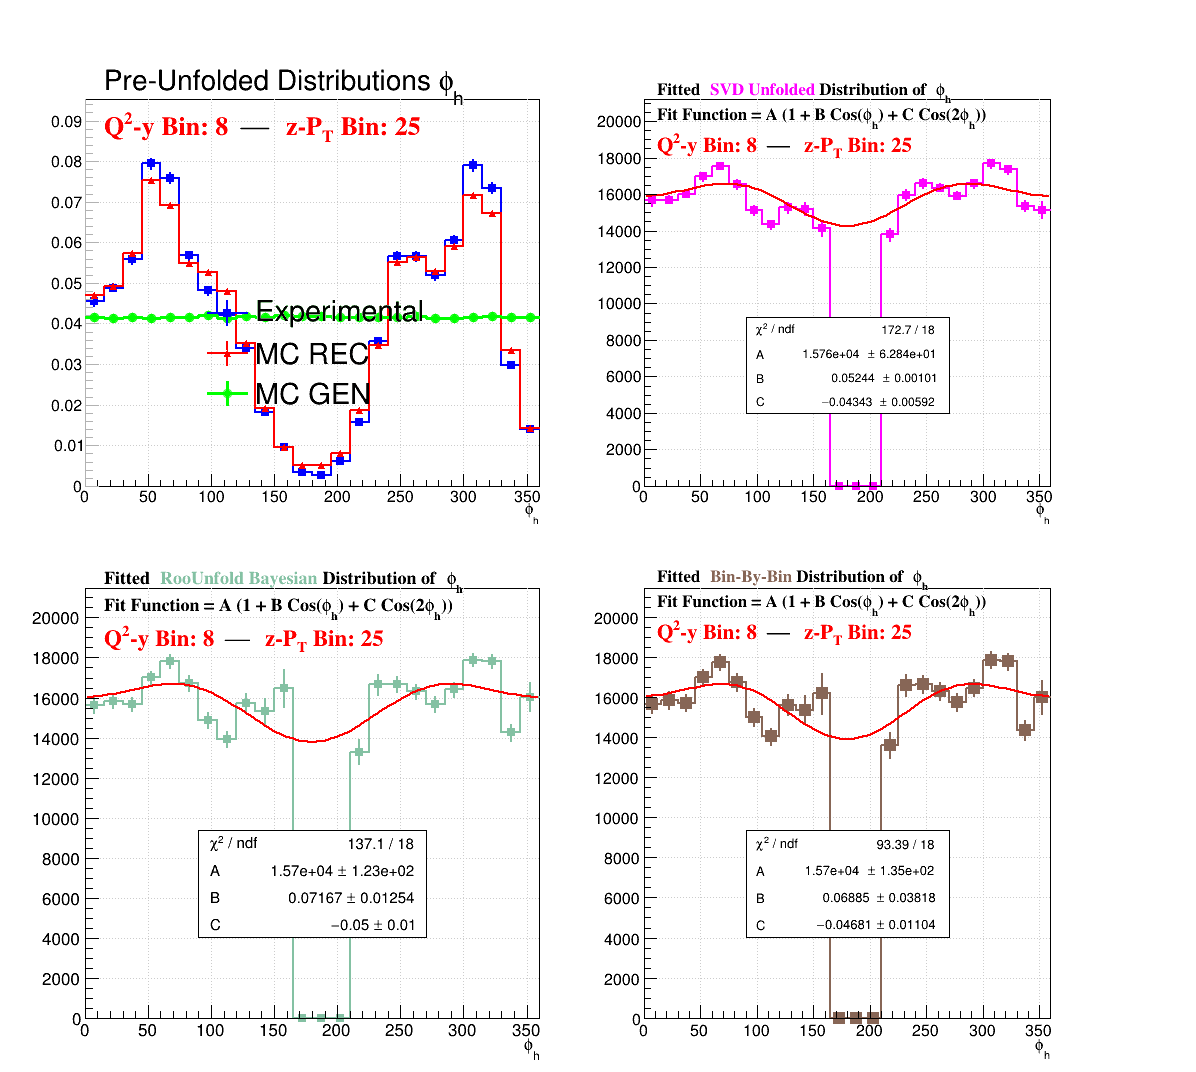 Pre-Unfolded Distributions ϕh
Q²-y Bin: 8 — z-PT Bin: 25
0.09
0.08
0.07
0.06
0.05
0.04
0.03
0.02
0.01
0
Experimental
MC REC
MC GEN
0 50 100 150 200 250 300 350
ϕh
Fitted SVD Unfolded Distribution of ϕh
Fit Function = A (1 + B Cos(ϕh) + C Cos(2ϕh))
Q²-y Bin: 8 — z-PT Bin: 25
20000
18000
16000
14000
12000
10000
8000
6000
4000
2000
0
χ² / ndf 172.7 / 18
A 1.576e+04 ± 6.284e+01
B 0.05244 ± 0.00101
C −0.04343 ± 0.00592
0 50 100 150 200 250 300 350
ϕh
Fitted RooUnfold Bayesian Distribution of ϕh
Fit Function = A (1 + B Cos(ϕh) + C Cos(2ϕh))
Q²-y Bin: 8 — z-PT Bin: 25
20000
18000
16000
14000
12000
10000
8000
6000
4000
2000
0
χ² / ndf 137.1 / 18
A 1.57e+04 ± 1.23e+02
B 0.07167 ± 0.01254
C −0.05 ± 0.01
0 50 100 150 200 250 300 350
ϕh
Fitted Bin-By-Bin Distribution of ϕh
Fit Function = A (1 + B Cos(ϕh) + C Cos(2ϕh))
Q²-y Bin: 8 — z-PT Bin: 25
20000
18000
16000
14000
12000
10000
8000
6000
4000
2000
0
χ² / ndf 93.39 / 18
A 1.57e+04 ± 1.35e+02
B 0.06885 ± 0.03818
C −0.04681 ± 0.01104
0 50 100 150 200 250 300 350
ϕh